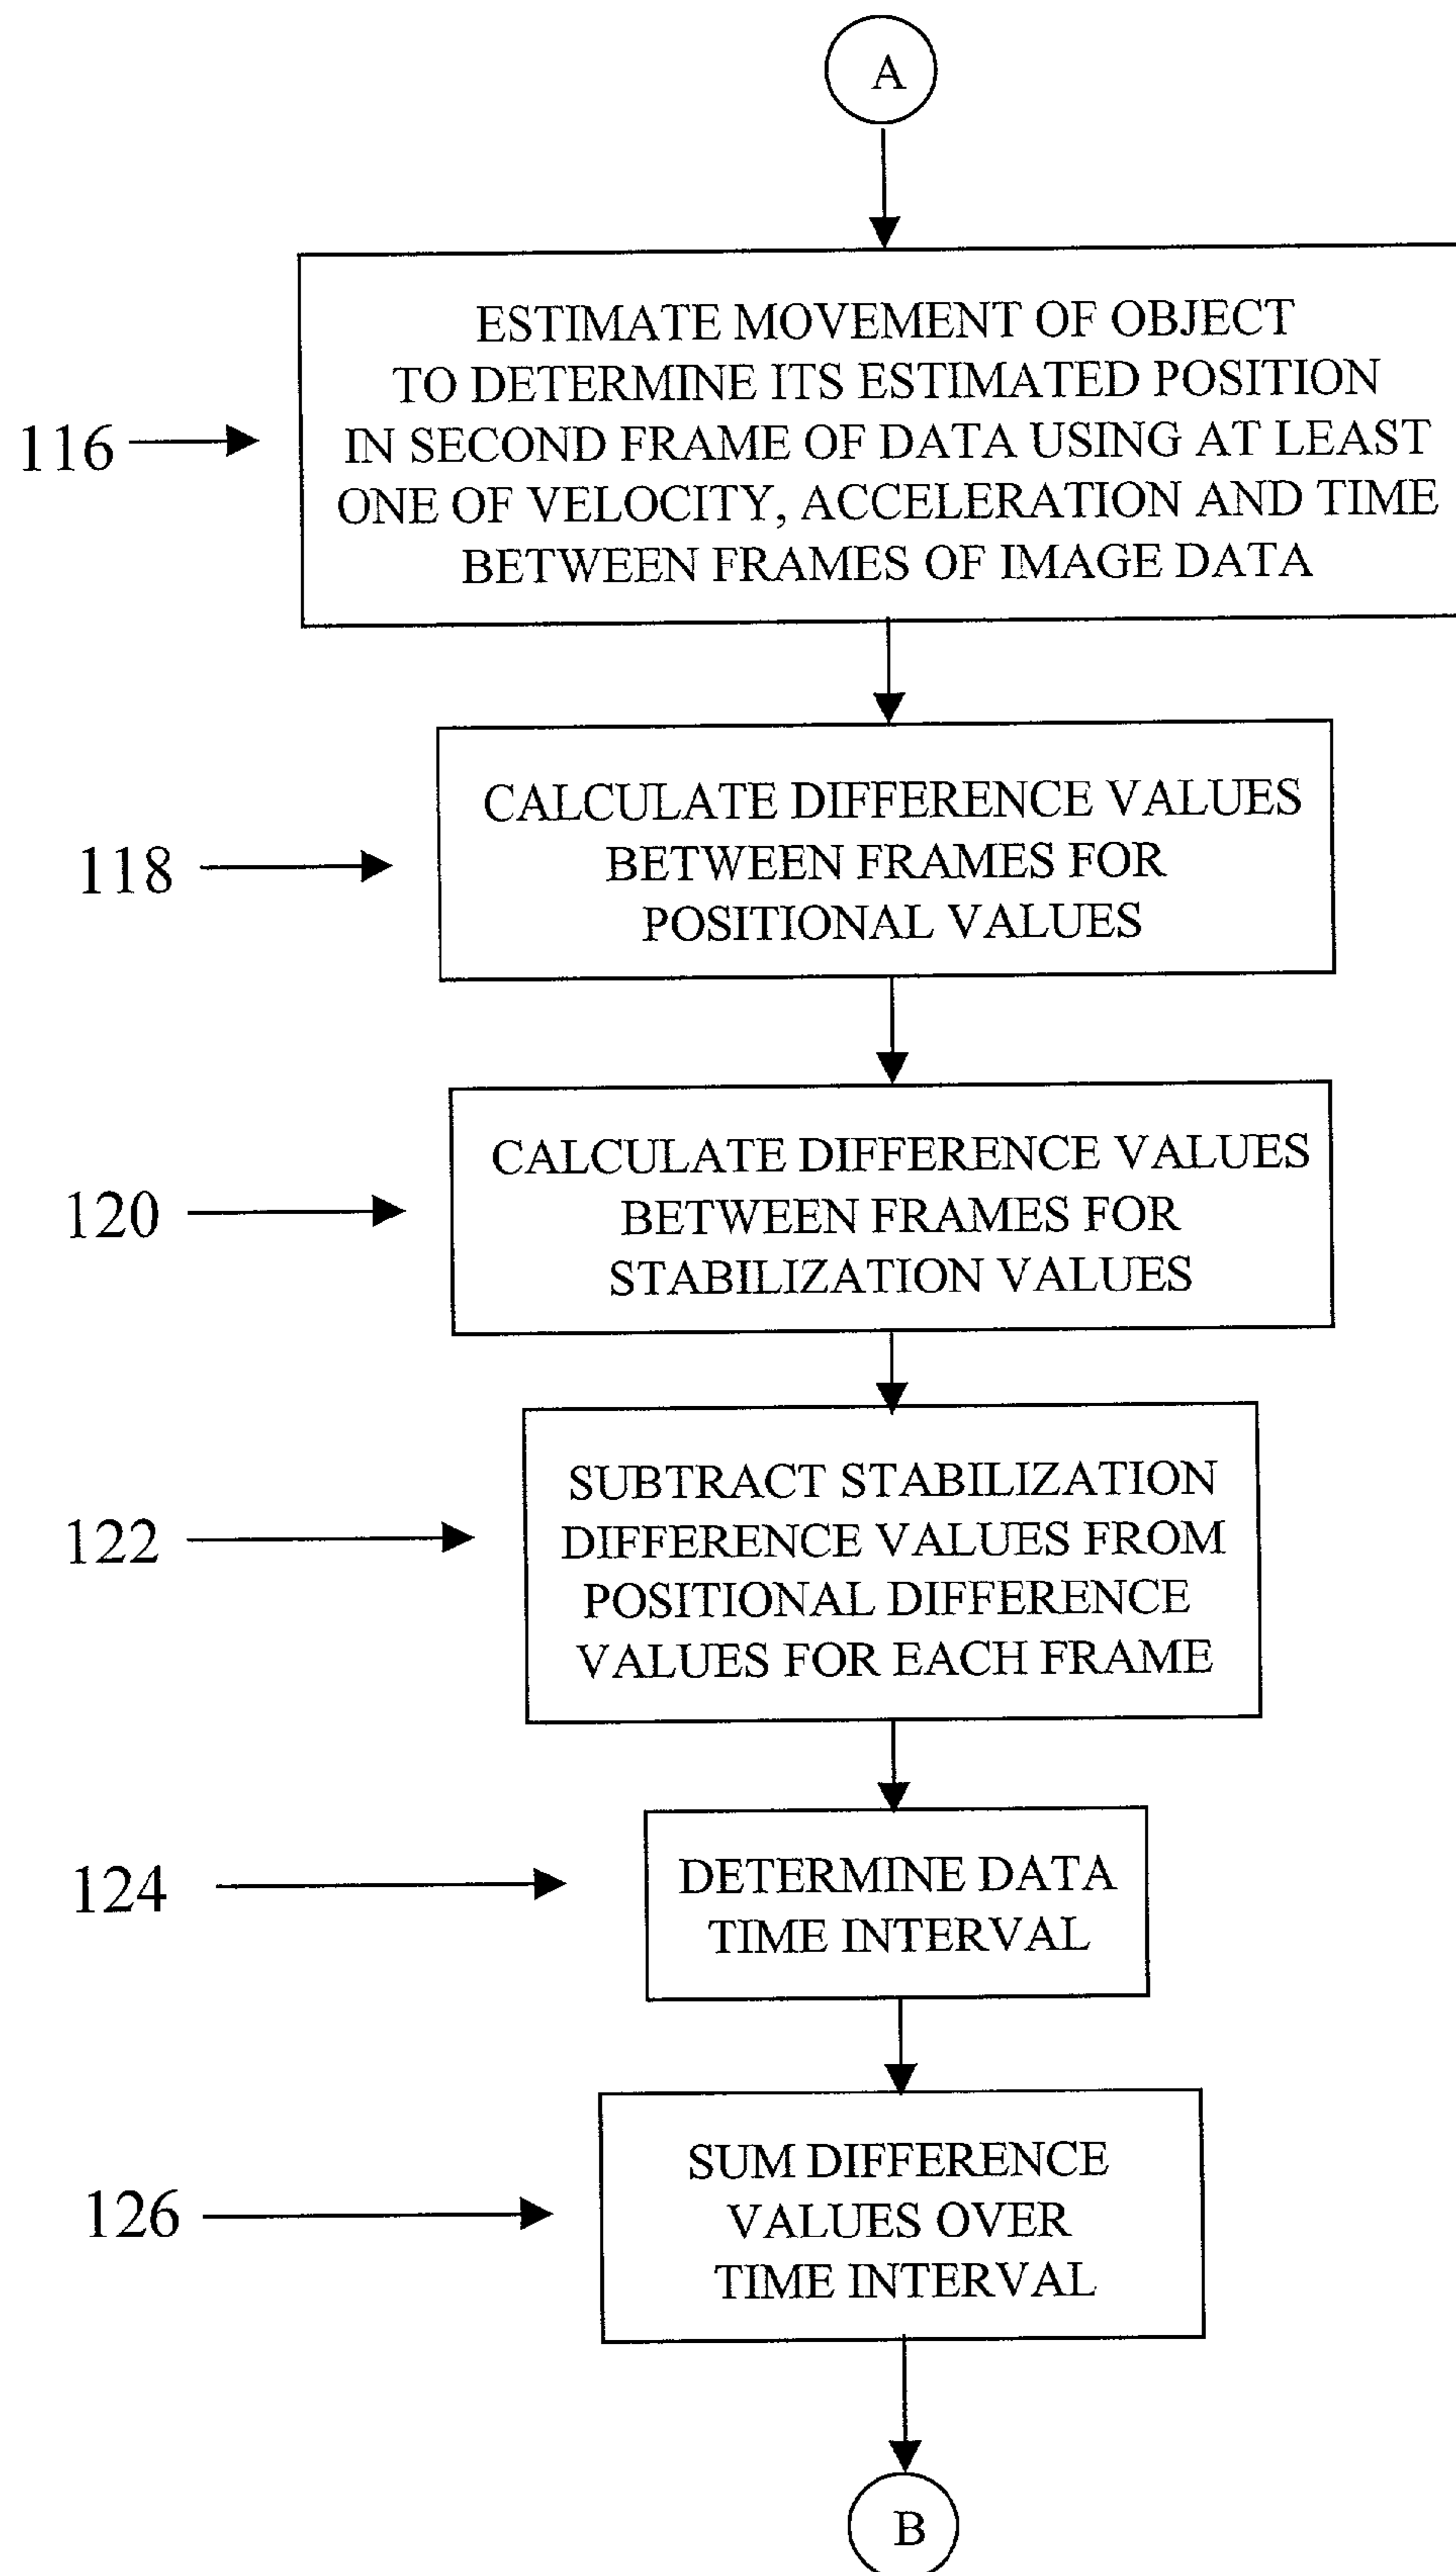 A
ESTIMATE MOVEMENT OF OBJECT
TO DETERMINE ITS ESTIMATED POSITION
IN SECOND FRAME OF DATA USING AT LEAST
ONE OF VELOCITY, ACCELERATION AND TIME
BETWEEN FRAMES OF IMAGE DATA
116
CALCULATE DIFFERENCE VALUES
BETWEEN FRAMES FOR
POSITIONAL VALUES
118
CALCULATE DIFFERENCE VALUES
BETWEEN FRAMES FOR
STABILIZATION VALUES
120
SUBTRACT STABILIZATION
DIFFERENCE VALUES FROM
POSITIONAL DIFFERENCE
VALUES FOR EACH FRAME
122
DETERMINE DATA
TIME INTERVAL
124
SUM DIFFERENCE
VALUES OVER
TIME INTERVAL
126
B